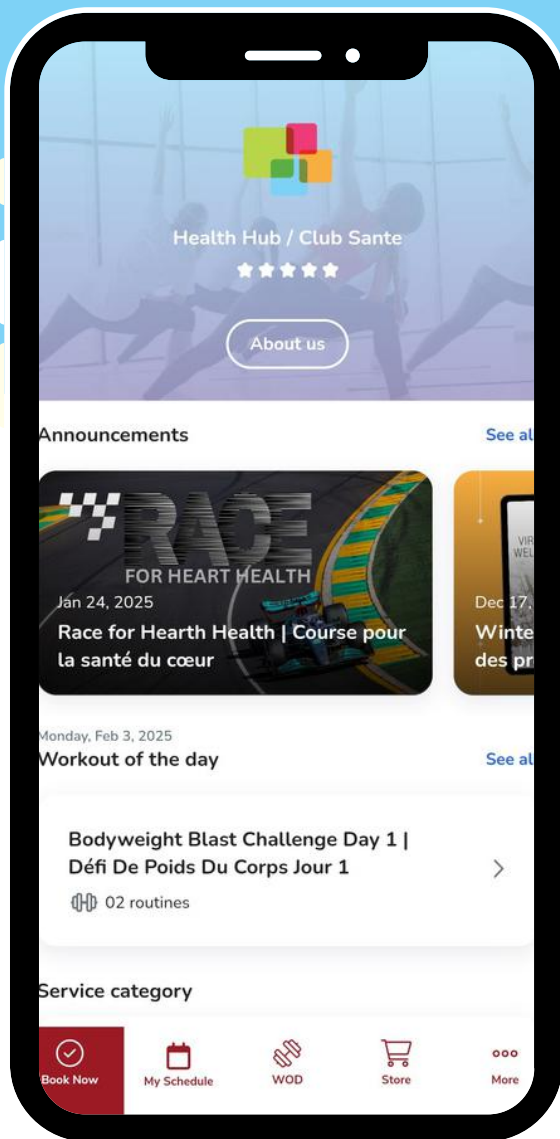 Health Hub / Club Sante
About us
Announcements
See all
RACE
FOR HEART HEALTH
Jan 24, 2025
Race for Hearth Health | Course pour
la santé du cœur
Dec 17,
Winte
des pr
Monday, Feb 3, 2025
Workout of the day
See al
Bodyweight Blast Challenge Day 1 |
Défi De Poids Du Corps Jour 1
02 routines
Service category
Book Now
My Schedule
WOD
Store
More